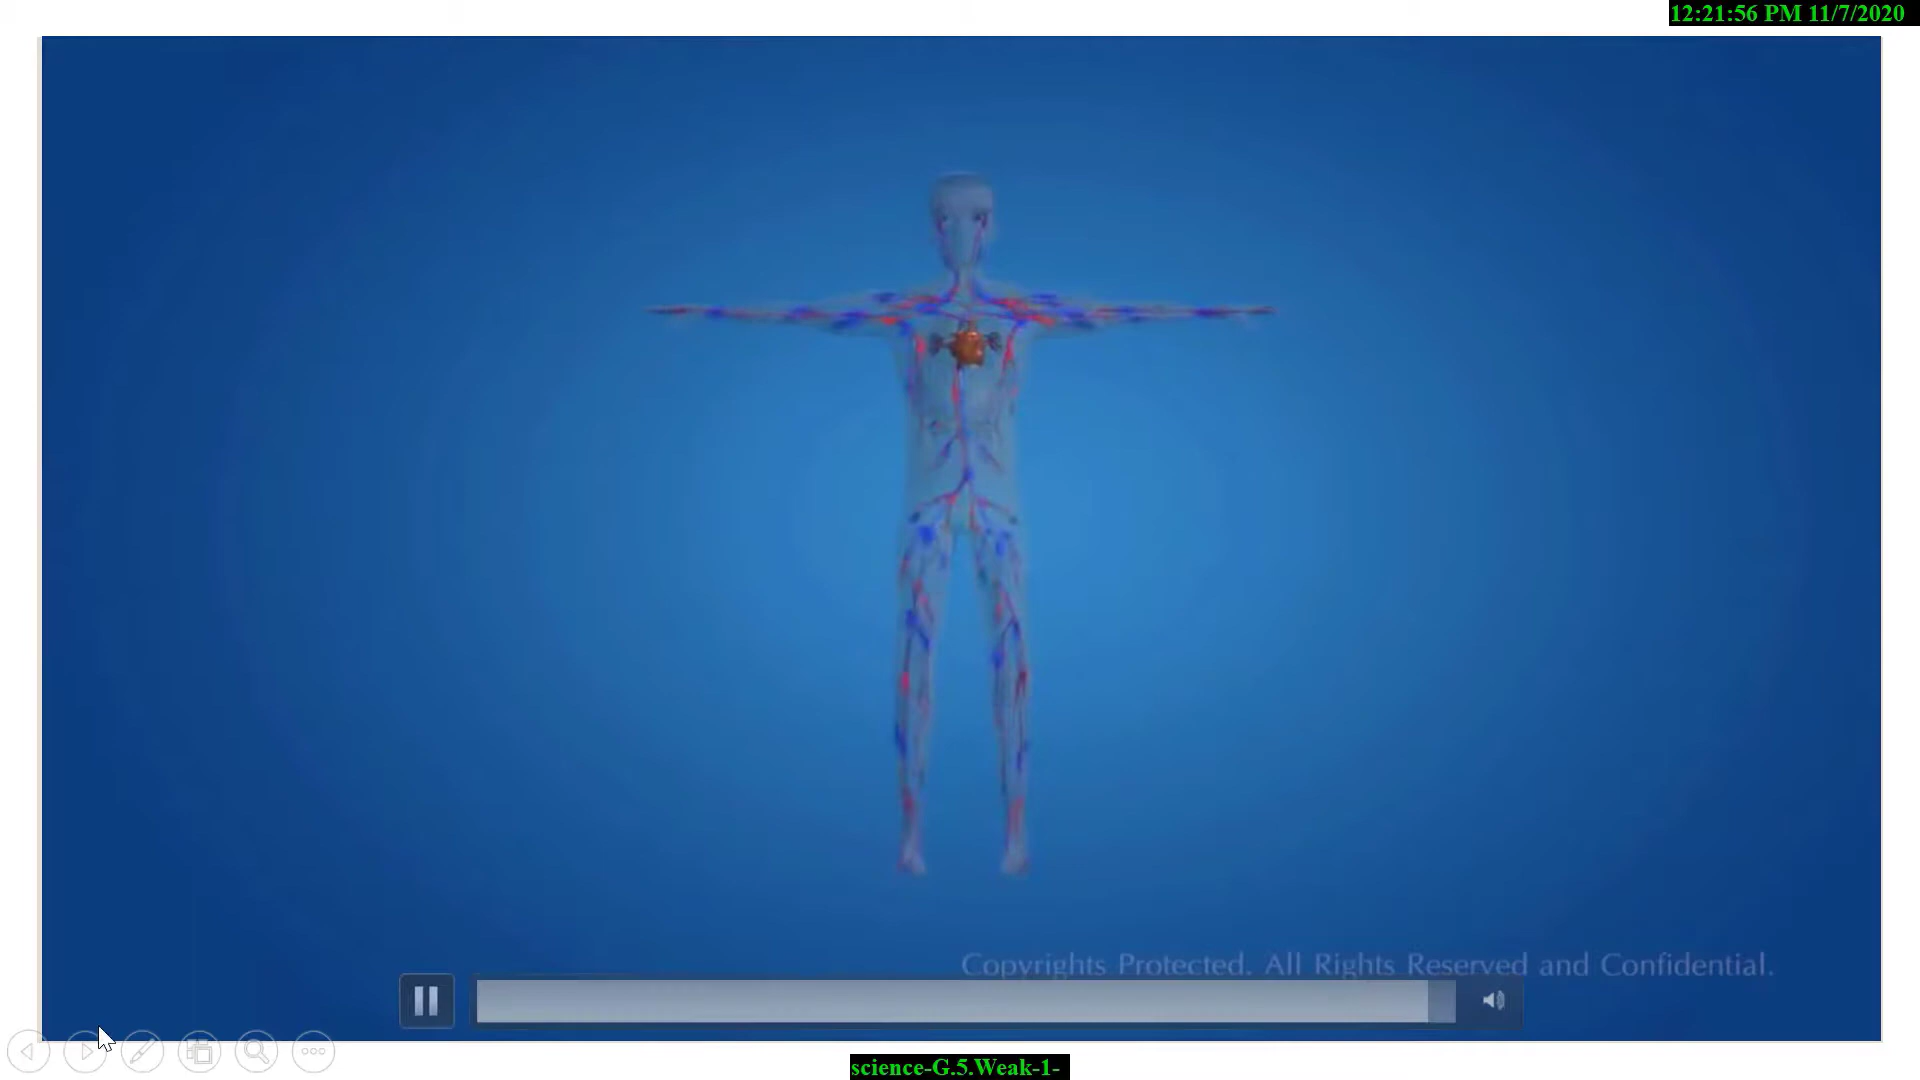 12:21:56 PM 11/7/2020
Copyrights Protected. All Rights Reserved and Confidential.
science-G.5.Weak-1-